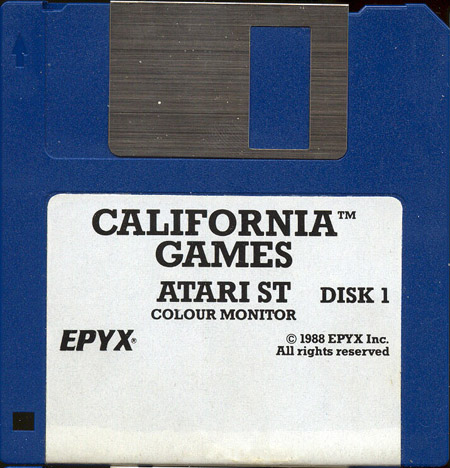 CALIFORNIA™
GAMES
ATARI ST DISK 1
COLOUR MONITOR
EPYX® © 1988 EPYX Inc.
All rights reserved